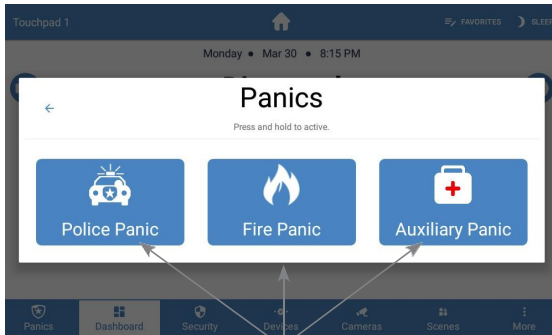 Touchpad 1
FAVORITES
SLEEP
Monday • Mar 30 • 8:15 PM
Panics
Press and hold to active.
Police Panic
Fire Panic
Auxiliary Panic
Panics
Dashboard
Security
Devices
Cameras
Scenes
More